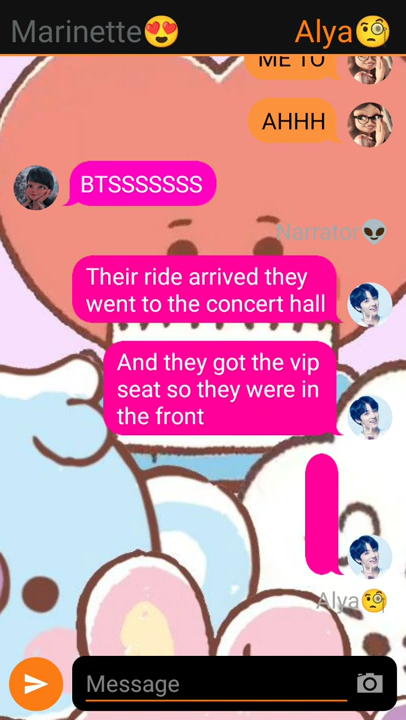 Marinette😍
Alya🧐
ME TO
AHHH
BTSSSSSSS
Narrator👽
Their ride arrived they
went to the concert hall
And they got the vip
seat so they were in
the front
Alya🧐
Message